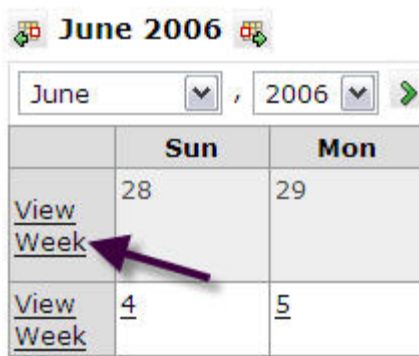 June 2006
June , 2006
Sun Mon
View Week 28 29
View Week 4 5